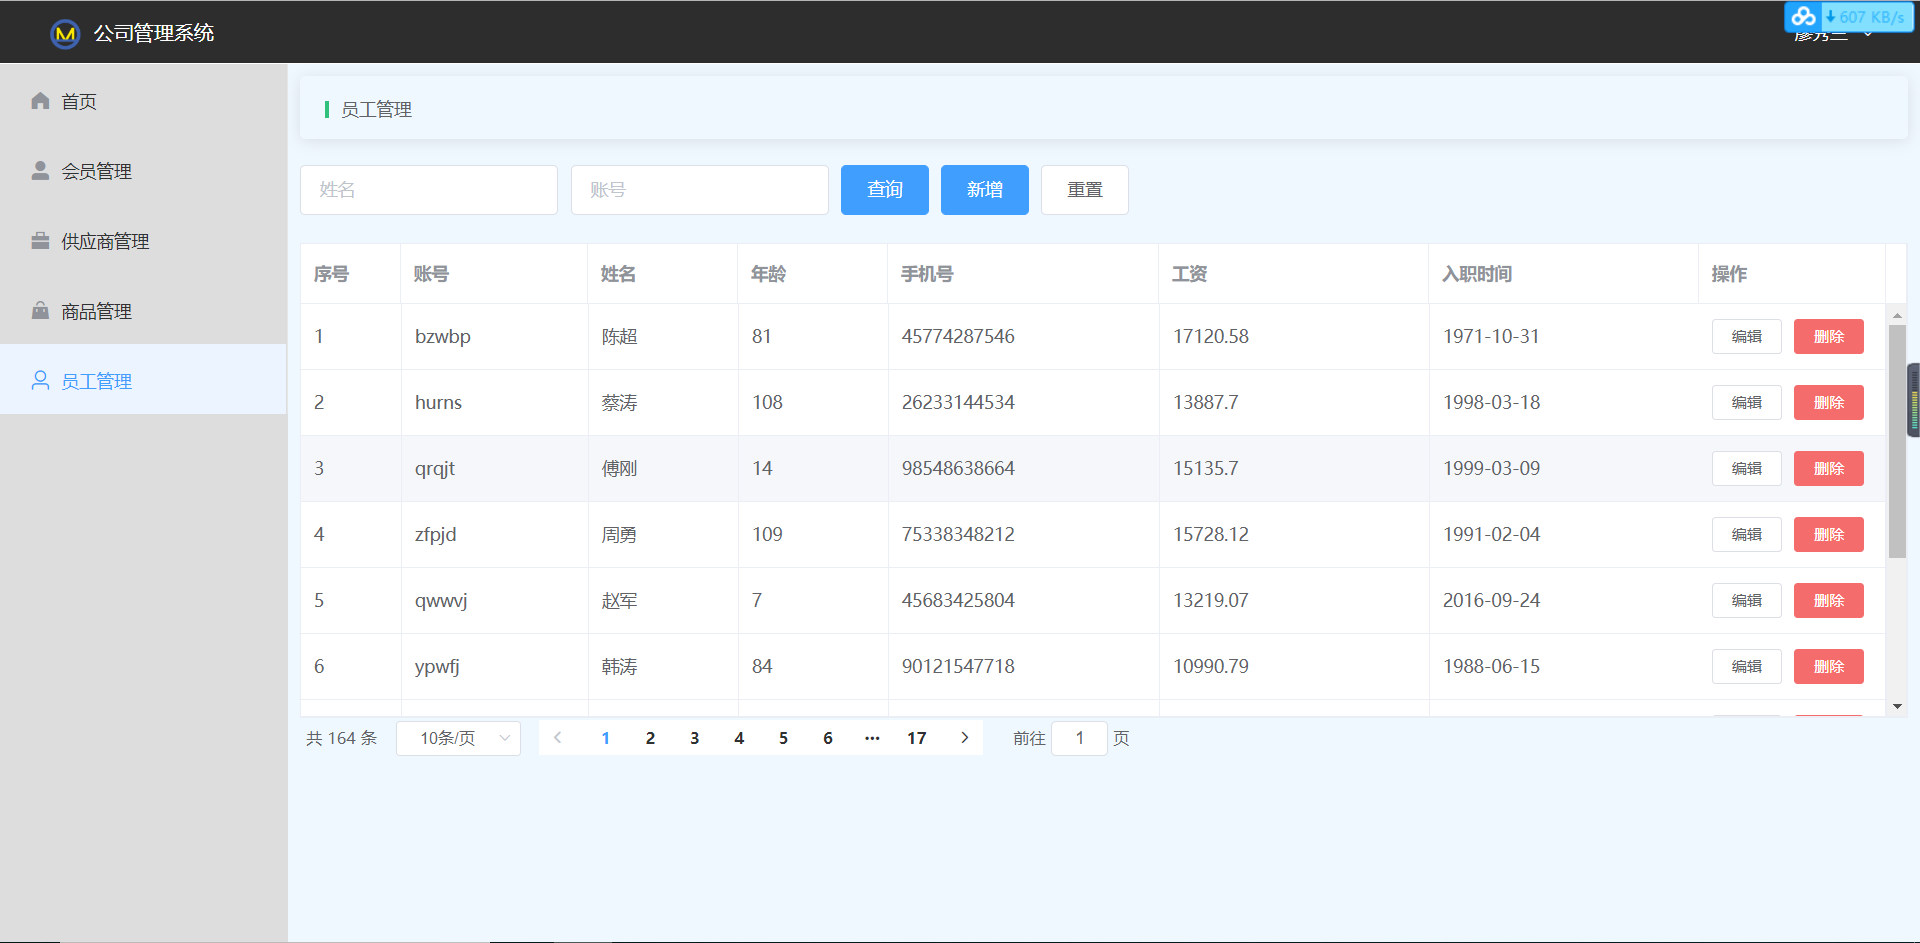 公司管理系统
607 KB/s
首页
会员管理
供应商管理
商品管理
员工管理
员工管理
姓名 账号 查询 新增 重置
序号 账号 姓名 年龄 手机号 工资 入职时间 操作
1 bzwbp 陈超 81 45774287546 17120.58 1971-10-31 编辑 删除
2 hurns 蔡涛 108 26233144534 13887.7 1998-03-18 编辑 删除
3 qrqjt 傅刚 14 98548638664 15135.7 1999-03-09 编辑 删除
4 zfpjd 周勇 109 75338348212 15728.12 1991-02-04 编辑 删除
5 qwwvj 赵军 7 45683425804 13219.07 2016-09-24 编辑 删除
6 ypwfj 韩涛 84 90121547718 10990.79 1988-06-15 编辑 删除
共 164 条 10条/页 1 2 3 4 5 6 ··· 17 前往 1 页